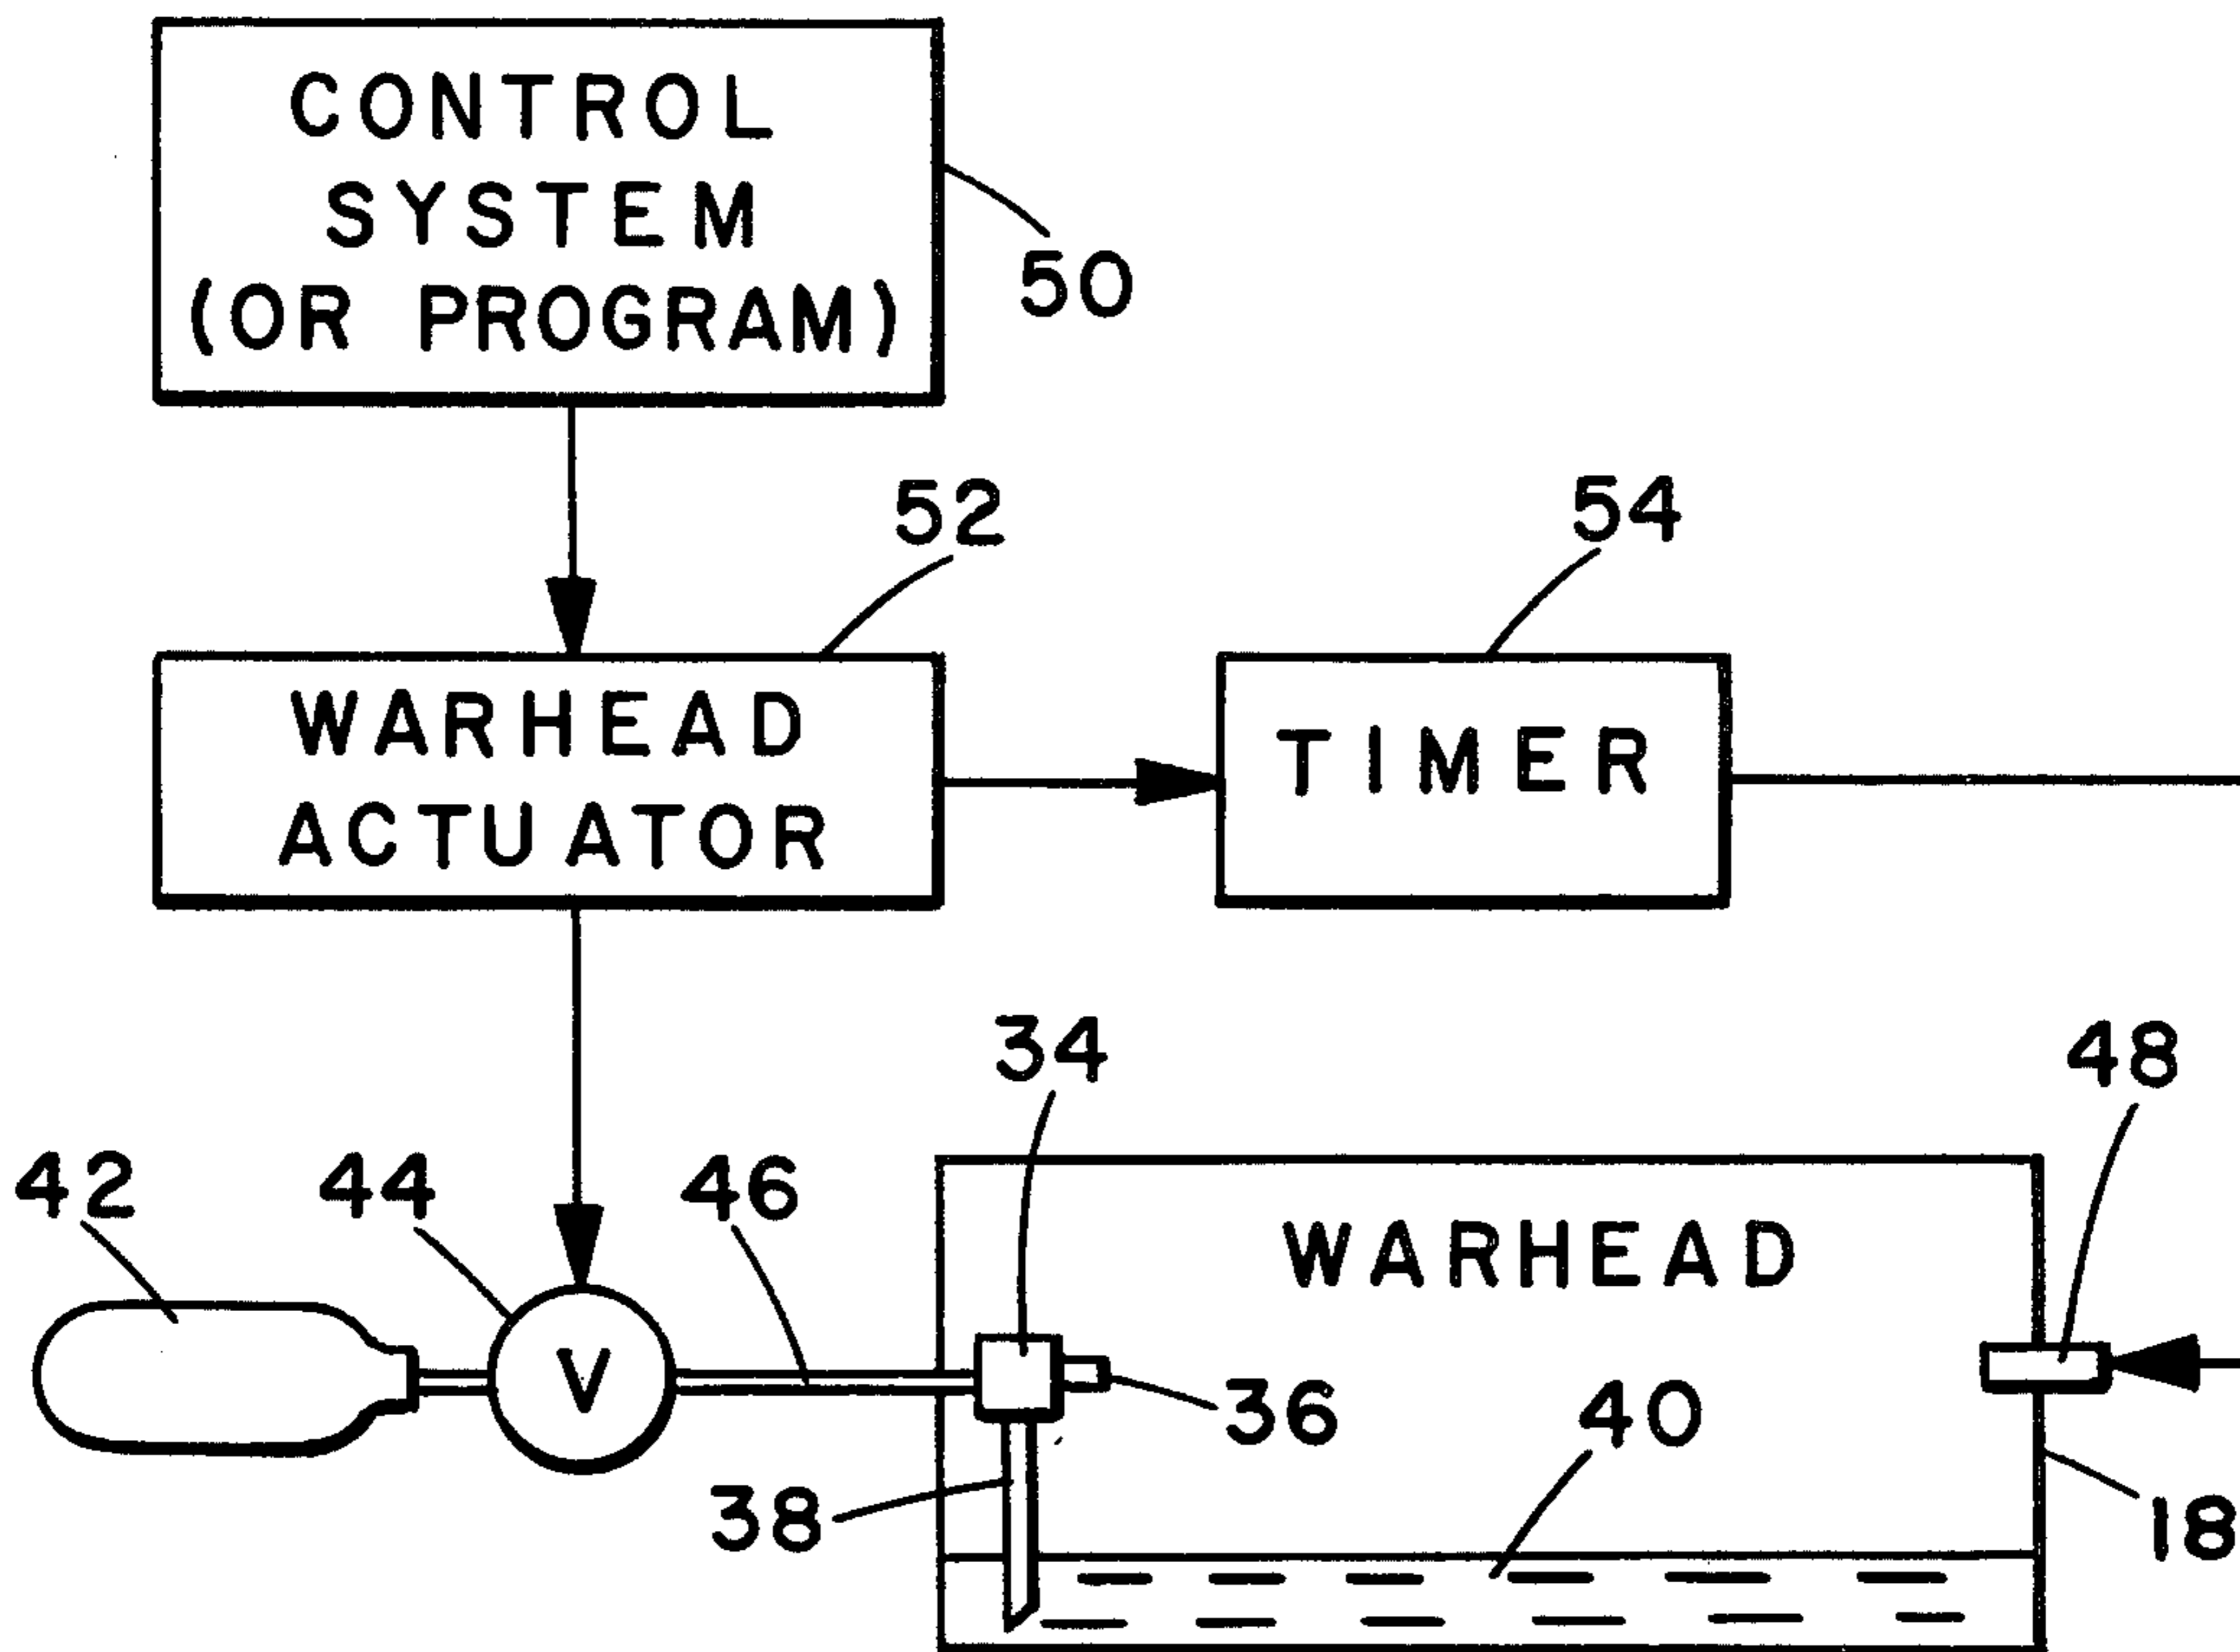 CONTROL
SYSTEM
(OR PROGRAM)
50
52
54
WARHEAD
ACTUATOR
TIMER
34
48
42
44
46
WARHEAD
V
36
40
38
18